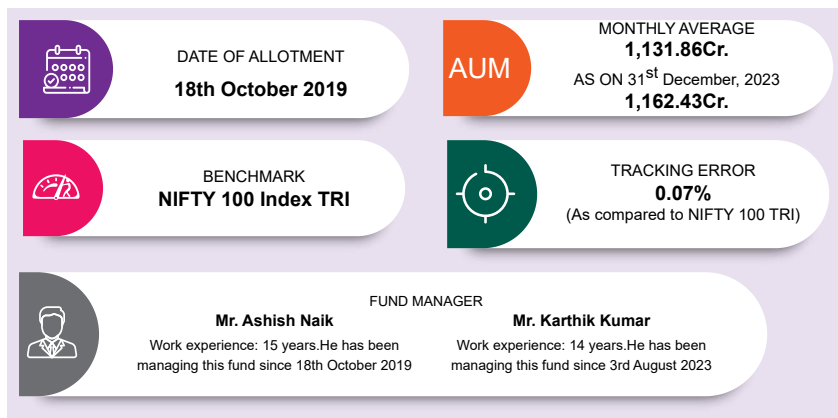 DATE OF ALLOTMENT
18th October 2019
AUM
MONTHLY AVERAGE
1,131.86Cr.
AS ON 31st December, 2023
1,162.43Cr.
BENCHMARK
NIFTY 100 Index TRI
TRACKING ERROR
0.07%
(As compared to NIFTY 100 TRI)
FUND MANAGER
Mr. Ashish Naik
Work experience: 15 years.He has been
managing this fund since 18th October 2019
Mr. Karthik Kumar
Work experience: 14 years.He has been
managing this fund since 3rd August 2023